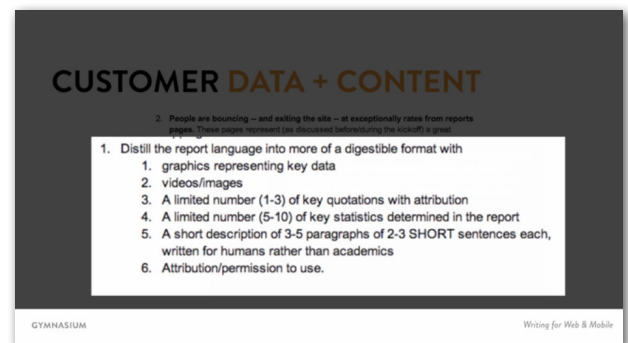 CUSTOMER DATA + CONTENT
2. People are bouncing – and exiting the site – at exceptionally rates from reports
pages. These pages represent (as discussed before/during the kickoff) a great
1. Distill the report language into more of a digestible format with
1. graphics representing key data
2. videos/images
3. A limited number (1-3) of key quotations with attribution
4. A limited number (5-10) of key statistics determined in the report
5. A short description of 3-5 paragraphs of 2-3 SHORT sentences each,
written for humans rather than academics
6. Attribution/permission to use.
GYMNASIUM
Writing for Web & Mobile